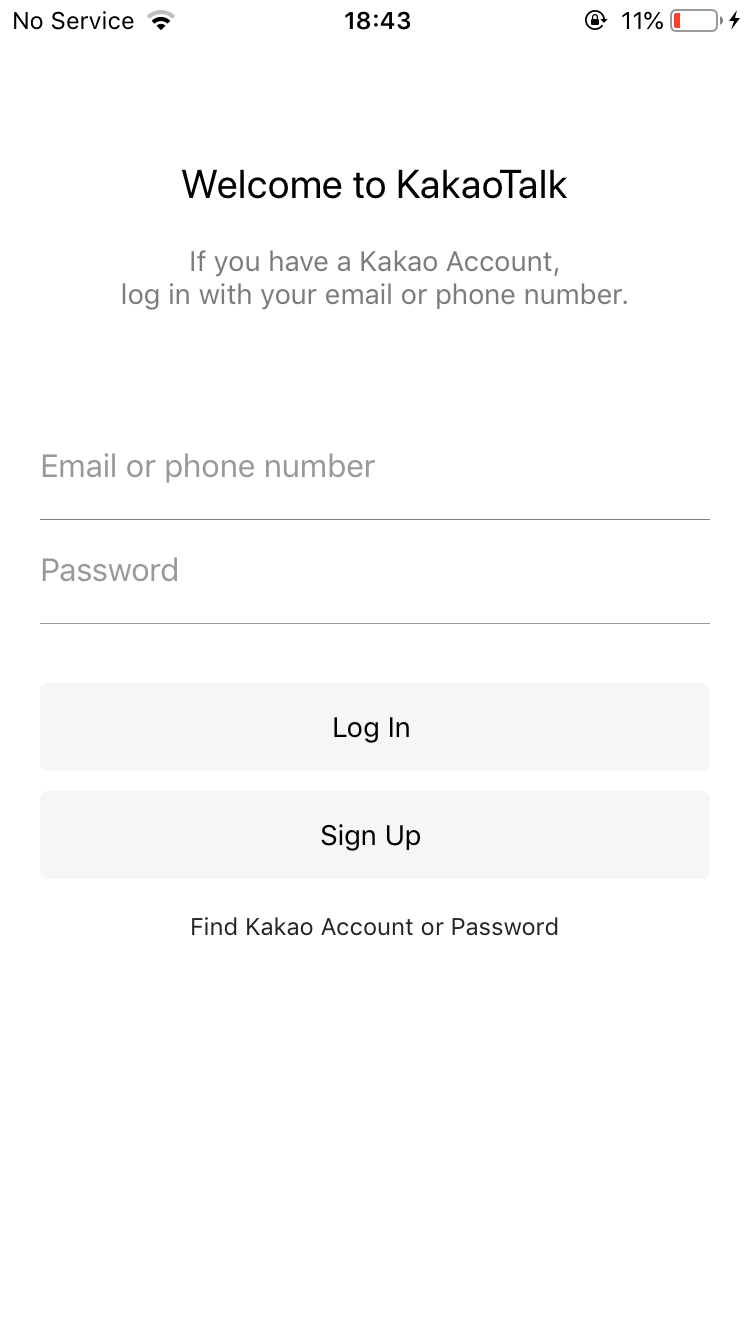 No Service 18:43 11%
Welcome to KakaoTalk
If you have a Kakao Account,
log in with your email or phone number.
Email or phone number
Password
Log In
Sign Up
Find Kakao Account or Password